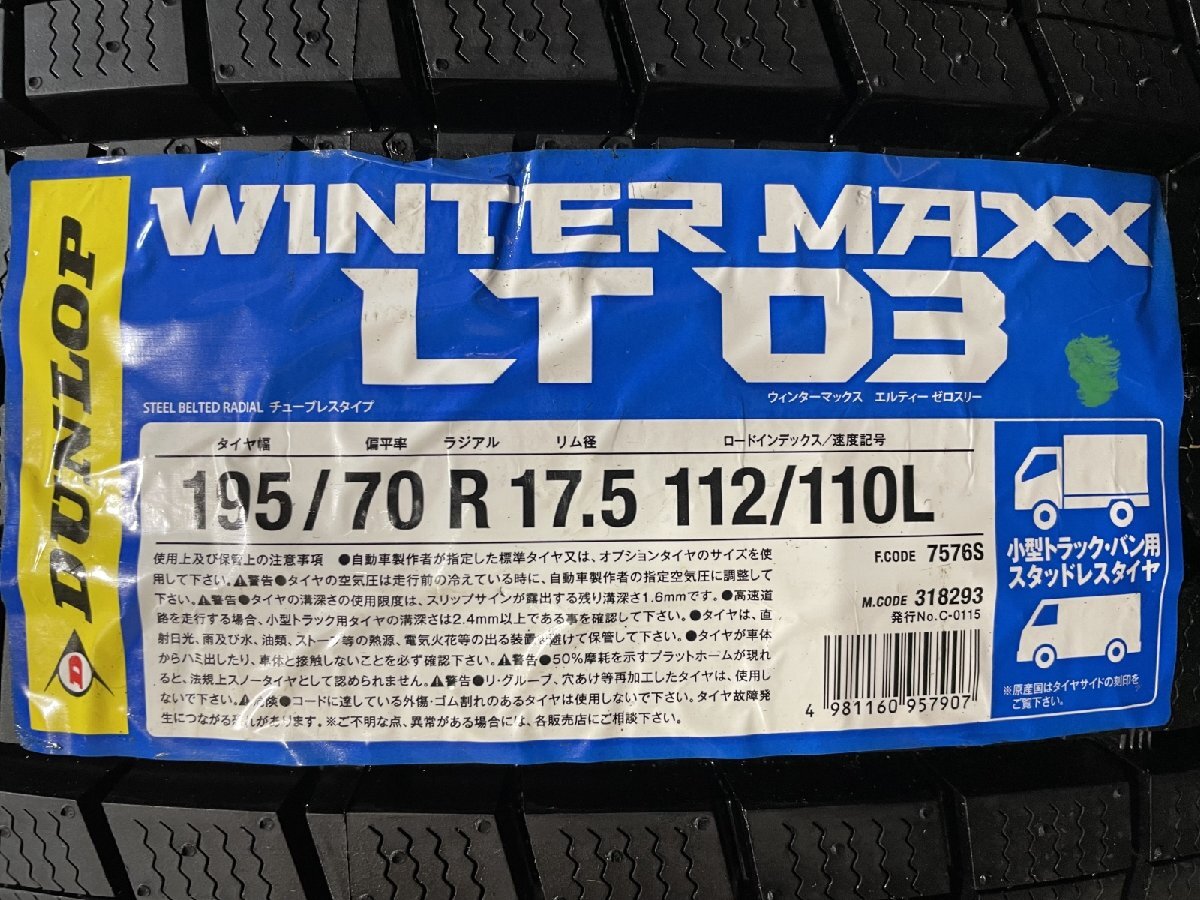 DUNLOP
WINTER MAXX
LT 03
STEEL BELTED RADIAL チューブレスタイプ
ウィンターマックス エルティー ゼロスリー
タイヤ幅 偏平率 ラジアル リム径 ロードインデックス/速度記号
195/70 R 17.5 112/110L
使用上及び保管上の注意事項 ●自動車製作者が指定した標準タイヤ又は、オプションタイヤのサイズを使
用して下さい。⚠警告●タイヤの空気圧は走行前の冷えている時に、自動車製作者の指定空気圧に調整して
下さい。⚠警告●タイヤの溝深さの使用限度は、スリップサインが露出する残り溝深さ1.6mmです。●高速道
路を走行する場合、小型トラック用タイヤの溝深さは2.4mm以上である事を確認して下さい。●タイヤは、直
射日光、雨及び水、油類、ストーブ等の熱源、電気火花等の出る装置を避けて保管して下さい。●タイヤが車体
からハミ出したり、車体と接触しないことを必ず確認下さい。⚠警告●50%摩耗を示すプラットホームが現れ
ると、法規上スノータイヤとして認められません。⚠警告●リ・グルーブ、穴あけ等再加工したタイヤは、使用し
ないで下さい。⚠危険●コードに達している外傷・ゴム割れのあるタイヤは使用しないで下さい。タイヤ故障発
生につながる恐れがあります。※ご不明な点、異常がある場合には、各販売店にご相談下さい。
F.CODE 7576S
M.CODE 318293
発行No.C-0115
4 981160 957907
小型トラック・バン用
スタッドレスタイヤ
※原産国はタイヤサイドの刻印を
ご覧下さい。
D